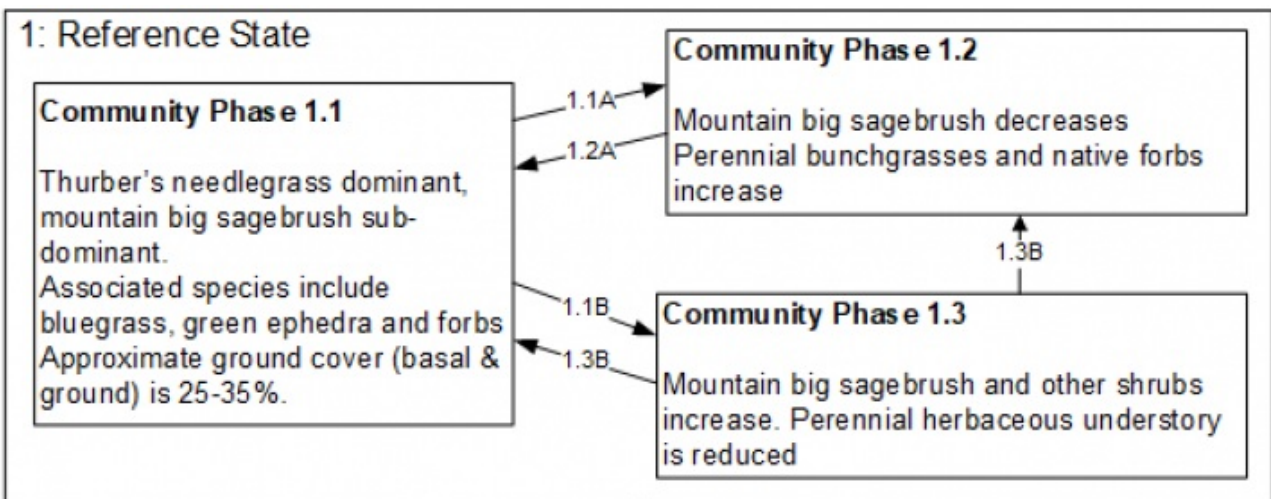 1: Reference State
Community Phase 1.1
Thurber's needlegrass dominant,
mountain big sagebrush sub-
dominant.
Associated species include
bluegrass, green ephedra and forbs
Approximate ground cover (basal &
ground) is 25-35%.
1.1A
1.2A
1.1B
1.3B
Community Phase 1.2
Mountain big sagebrush decreases
Perennial bunchgrasses and native forbs
increase
1.3B
Community Phase 1.3
Mountain big sagebrush and other shrubs
increase. Perennial herbaceous understory
is reduced